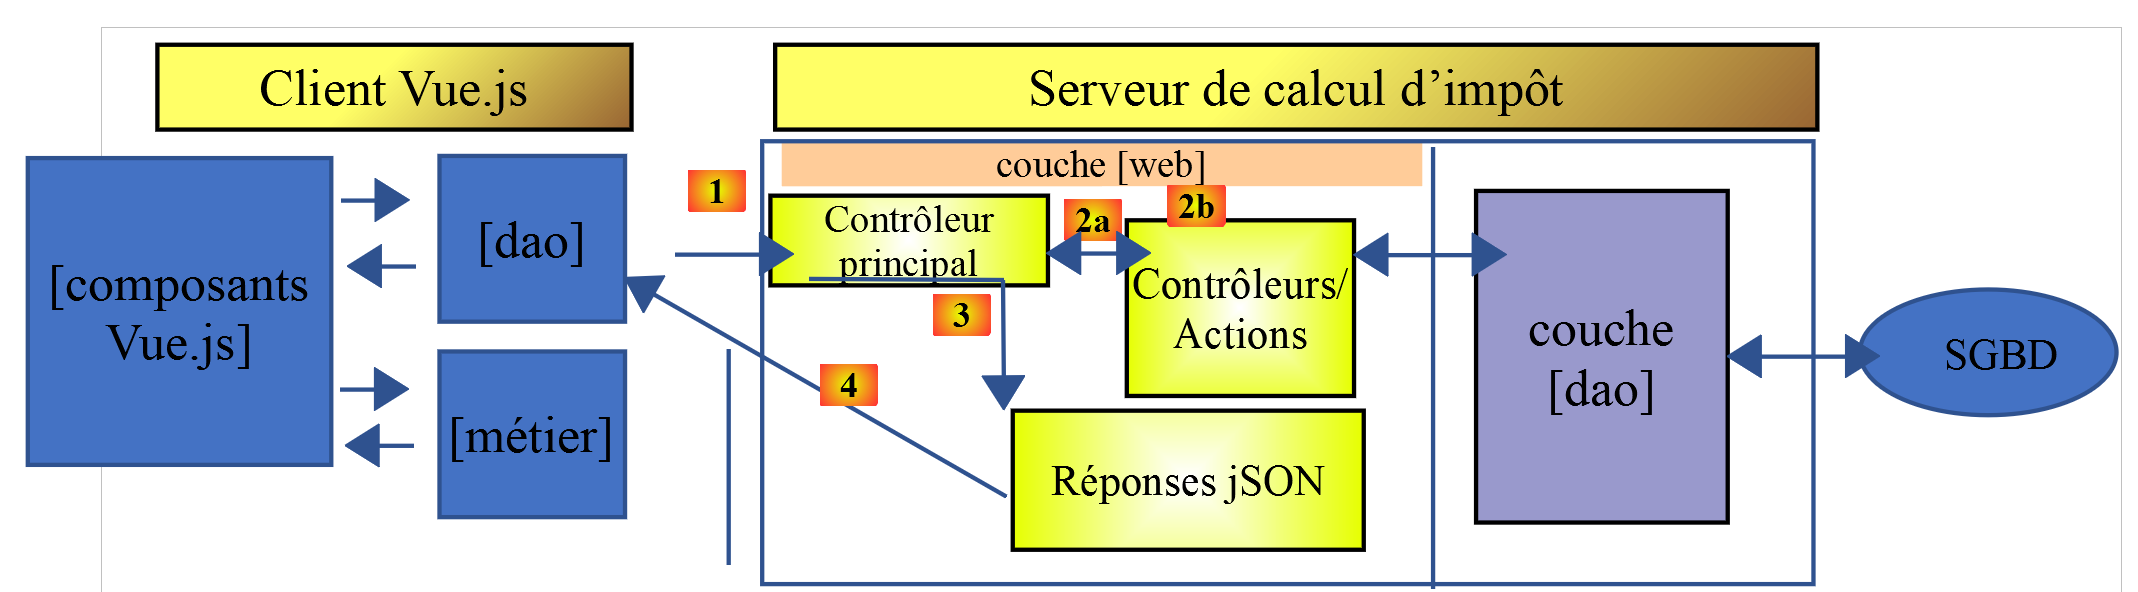 Client Vue.js
Serveur de calcul d’impôt
couche [web]
[composants
Vue.js]
[dao]
[métier]
1
Contrôleur
principal
2a
2b
Contrôleurs/
Actions
3
4
Réponses jSON
couche
[dao]
SGBD